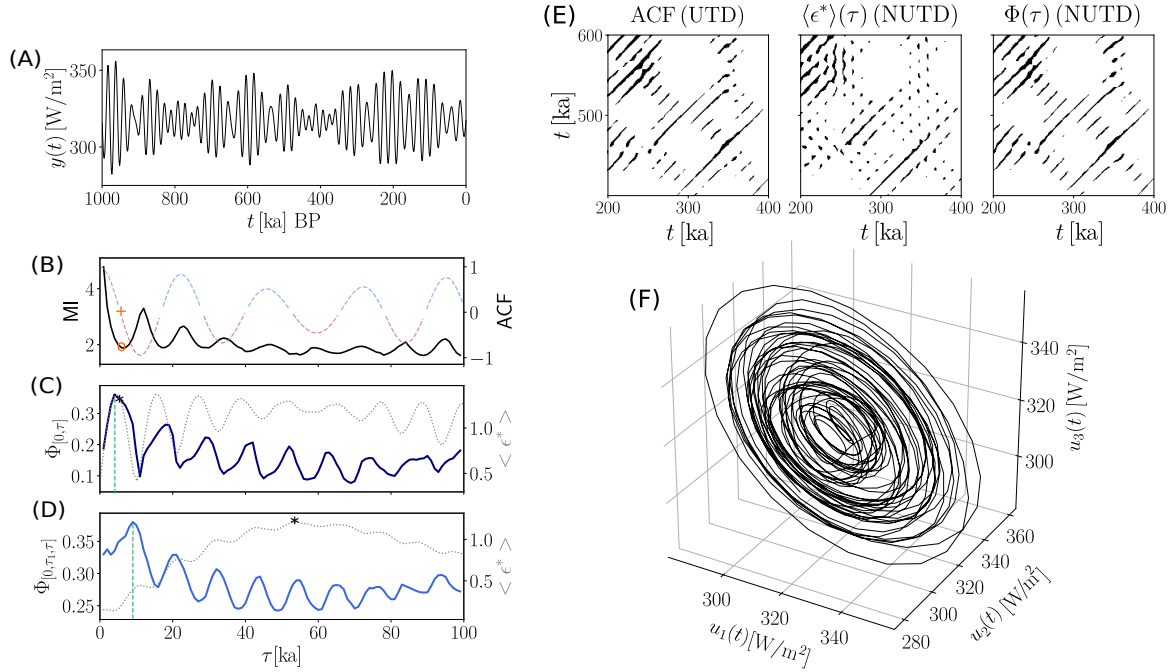 (A)
y(t) [W/m²]
350
300
1000 800 600 400 200 0
t [ka] BP
(B)
MI
4
2
1
0
−1
ACF
(C)
Φ[0,τ]
0.3
0.2
0.1
1.0
0.5
< ϵ* >
(D)
Φ[0,τ₁,τ]
0.35
0.30
0.25
1.0
0.5
< ϵ* >
0 20 40 60 80 100
τ [ka]
(E)
ACF (UTD)
⟨ϵ*⟩(τ) (NUTD)
Φ(τ) (NUTD)
t [ka]
600
500
200 300 400
200 300 400
200 300 400
t [ka]
t [ka]
t [ka]
(F)
u₁(t)[W/m²]
300 320 340
u₂(t) [W/m²]
280 300 320 340 360
u₃(t) [W/m²]
300
320
340